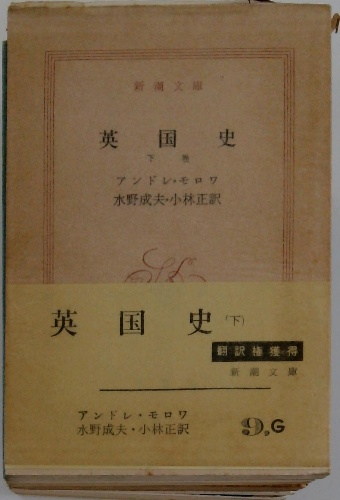 新潮文庫
英国史
下巻
アンドレ・モロワ
水野成夫・小林正訳
英国史(下)
翻訳権獲得
新潮文庫
アンドレ・モロワ
水野成夫・小林正訳
9,G